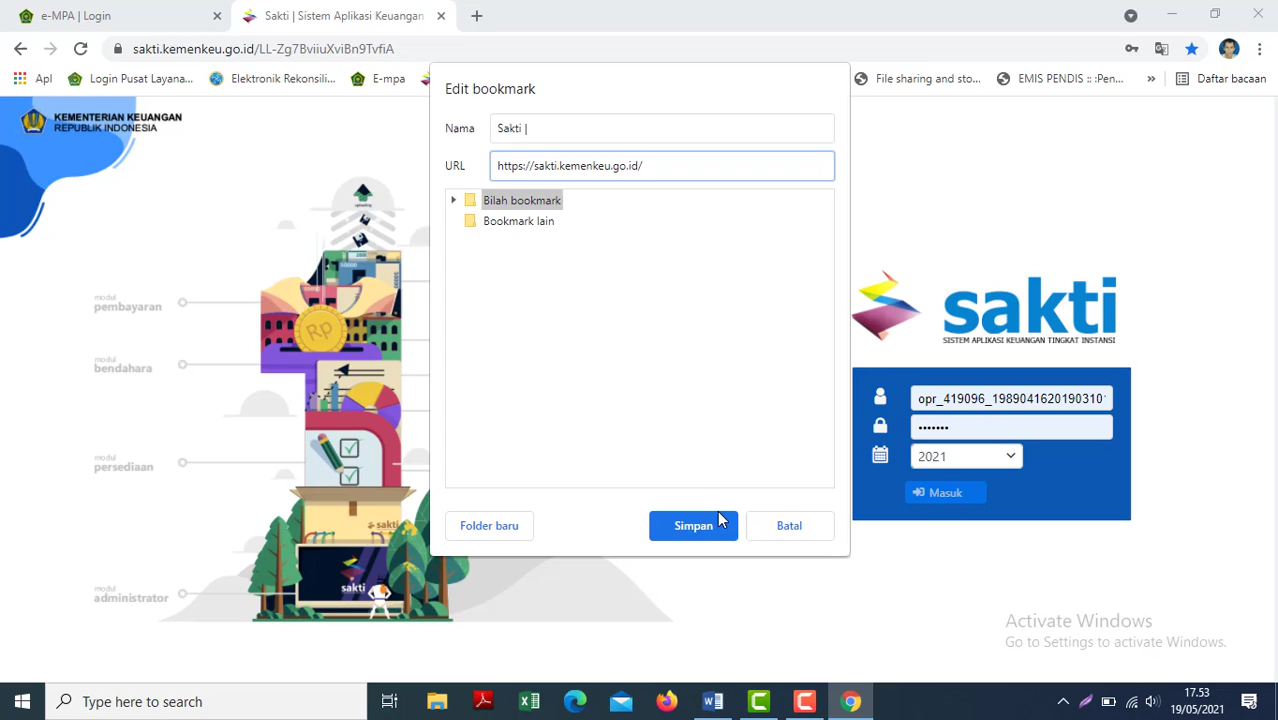 e-MPA | Login
Sakti | Sistem Aplikasi Keuangan
sakti.kemenkeu.go.id/LL-Zg7BviiuXviBn9TvfiA
Apl
Login Pusat Layana...
Elektronik Rekonsili...
E-mpa
File sharing and sto...
EMIS PENDIS :: :Pen...
»
Daftar bacaan
KEMENTERIAN KEUANGAN
REPUBLIK INDONESIA
Edit bookmark
Nama
Sakti |
URL
https://sakti.kemenkeu.go.id/
Bilah bookmark
Bookmark lain
Folder baru
Simpan
Batal
modul
pembayaran
modul
bendahara
modul
persediaan
modul
administrator
Rp
sakti
sakti
sakti
SISTEM APLIKASI KEUANGAN TINGKAT INSTANSI
opr_419096_1989041620190310
•••••••
2021
Masuk
Activate Windows
Go to Settings to activate Windows.
Type here to search
17.53
19/05/2021